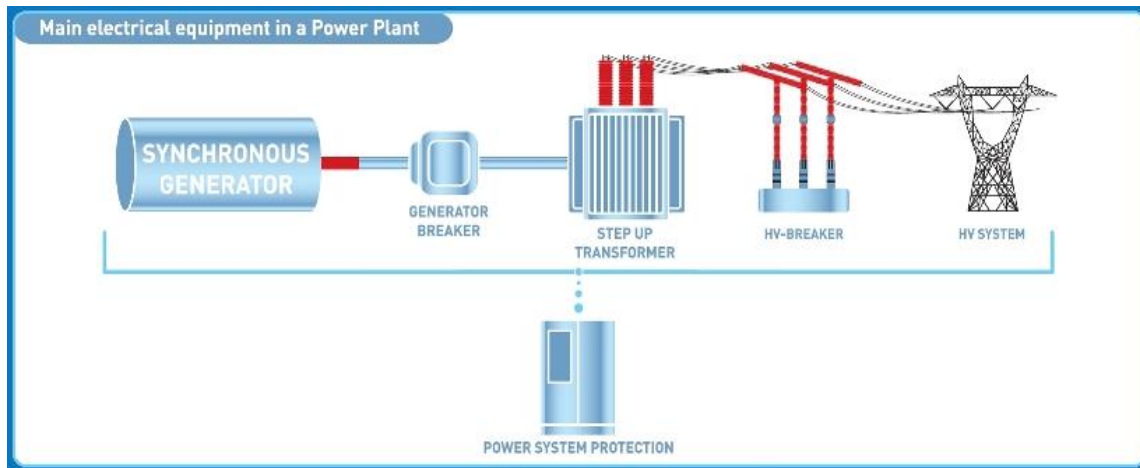 Main electrical equipment in a Power Plant
SYNCHRONOUS
GENERATOR
GENERATOR
BREAKER
STEP UP
TRANSFORMER
HV-BREAKER
HV SYSTEM
POWER SYSTEM PROTECTION